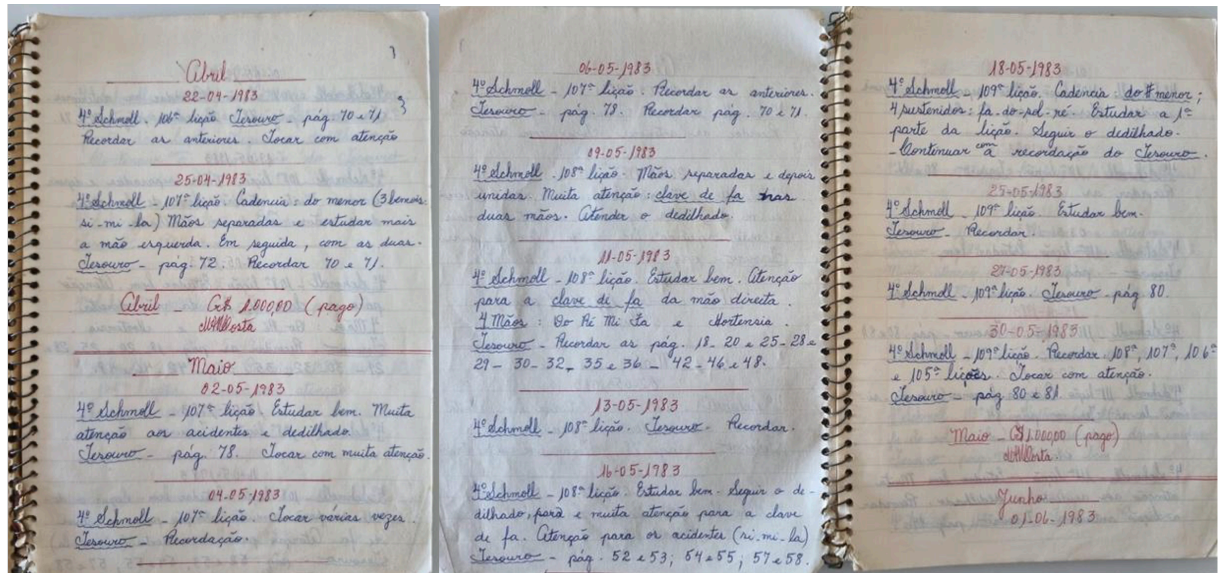 Abril
22-04-1983
4º Schmoll. 106ª lição Tesouro - pág. 70 e 71
Recordar as anteriores. Tocar com atenção
25-04-1983
4º Schmoll - 107ª lição. Cadencia: do menor (3 bemois
si-mi-la) Mãos separadas e estudar mais
a mão esquerda. Em seguida, com as duas.
Tesouro - pág. 72. Recordar 70 e 71.
Abril - Cr$ 1.000,00 (pago)
Maio
02-05-1983
4º Schmoll - 107ª lição Estudar bem. Muita
atenção aos acidentes e dedilhado.
Tesouro - pág. 78. Tocar com muita atenção.
04-05-1983
4º Schmoll - 107ª lição Tocar várias vezes.
Tesouro - Recordação.
06-05-1983
4º Schmoll - 107ª lição. Recordar as anteriores.
Tesouro - pág. 78. Recordar pág. 70 e 71.
09-05-1983
4º Schmoll - 108ª lição. Mãos separadas e depois
unidas. Muita atenção: clave de fa nas
duas mãos. Atender o dedilhado.
11-05-1983
4º Schmoll - 108ª lição. Estudar bem. Atenção
para a clave de fa da mão direita.
4 Mãos: Do Ré Mi Fa e Hortensia.
Tesouro - Recordar as pág. 18-20 e 25-28 e
29-30-32-35 e 36-42-46 e 48.
13-05-1983
4º Schmoll - 108ª lição. Tesouro - Recordar.
16-05-1983
4º Schmoll - 108ª lição. Estudar bem. Seguir o de-
dilhado, para e muita atenção para a clave
de fa. Atenção para os acidentes (si-mi-la)
Tesouro - pág. 52 e 53; 54 e 55; 57 e 58.
18-05-1983
4º Schmoll - 109ª lição. Cadencia: do # menor;
4 sustenidos: fa-do-sol-ré. Estudar a 1ª
parte da lição. Seguir o dedilhado.
Continuar com a recordação do Tesouro.
25-05-1983
4º Schmoll - 109ª lição. Estudar bem.
Tesouro - Recordar
27-05-1983
4º Schmoll - 109ª lição. Tesouro - pág 80.
30-05-1983
4º Schmoll - 109ª lição. Recordar 108ª, 107ª, 106ª
e 105ª lições. Tocar com atenção.
Tesouro - pág 80 e 81.
Maio - Cr$ 1.000,00 (pago)
Junho
01-06-1983